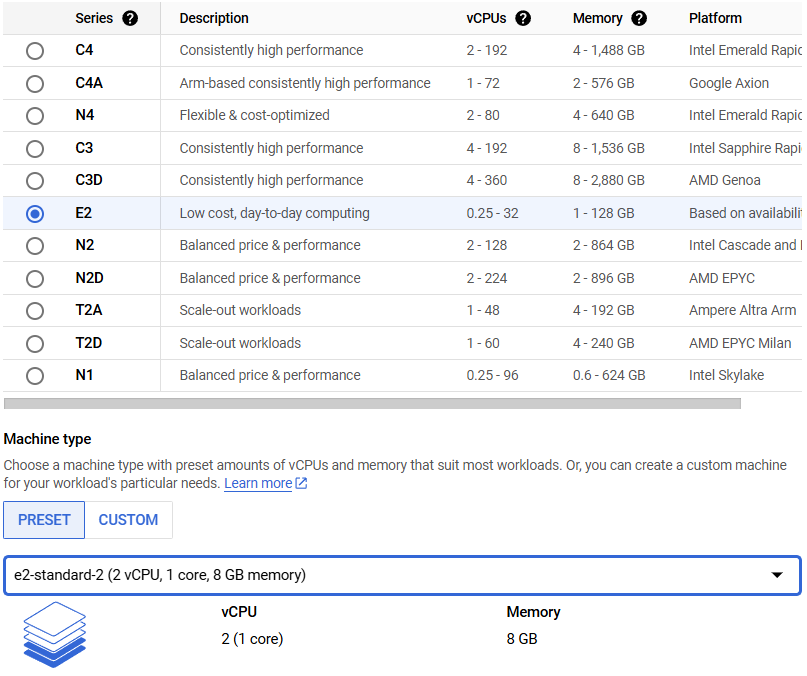 Series ? Description vCPUs ? Memory ? Platform
C4 Consistently high performance 2 - 192 4 - 1,488 GB Intel Emerald Rapid
C4A Arm-based consistently high performance 1 - 72 2 - 576 GB Google Axion
N4 Flexible & cost-optimized 2 - 80 4 - 640 GB Intel Emerald Rapid
C3 Consistently high performance 4 - 192 8 - 1,536 GB Intel Sapphire Rapi
C3D Consistently high performance 4 - 360 8 - 2,880 GB AMD Genoa
E2 Low cost, day-to-day computing 0.25 - 32 1 - 128 GB Based on availabili
N2 Balanced price & performance 2 - 128 2 - 864 GB Intel Cascade and
N2D Balanced price & performance 2 - 224 2 - 896 GB AMD EPYC
T2A Scale-out workloads 1 - 48 4 - 192 GB Ampere Altra Arm
T2D Scale-out workloads 1 - 60 4 - 240 GB AMD EPYC Milan
N1 Balanced price & performance 0.25 - 96 0.6 - 624 GB Intel Skylake
Machine type
Choose a machine type with preset amounts of vCPUs and memory that suit most workloads. Or, you can create a custom machine
for your workload's particular needs. Learn more
PRESET CUSTOM
e2-standard-2 (2 vCPU, 1 core, 8 GB memory)
vCPU Memory
2 (1 core) 8 GB